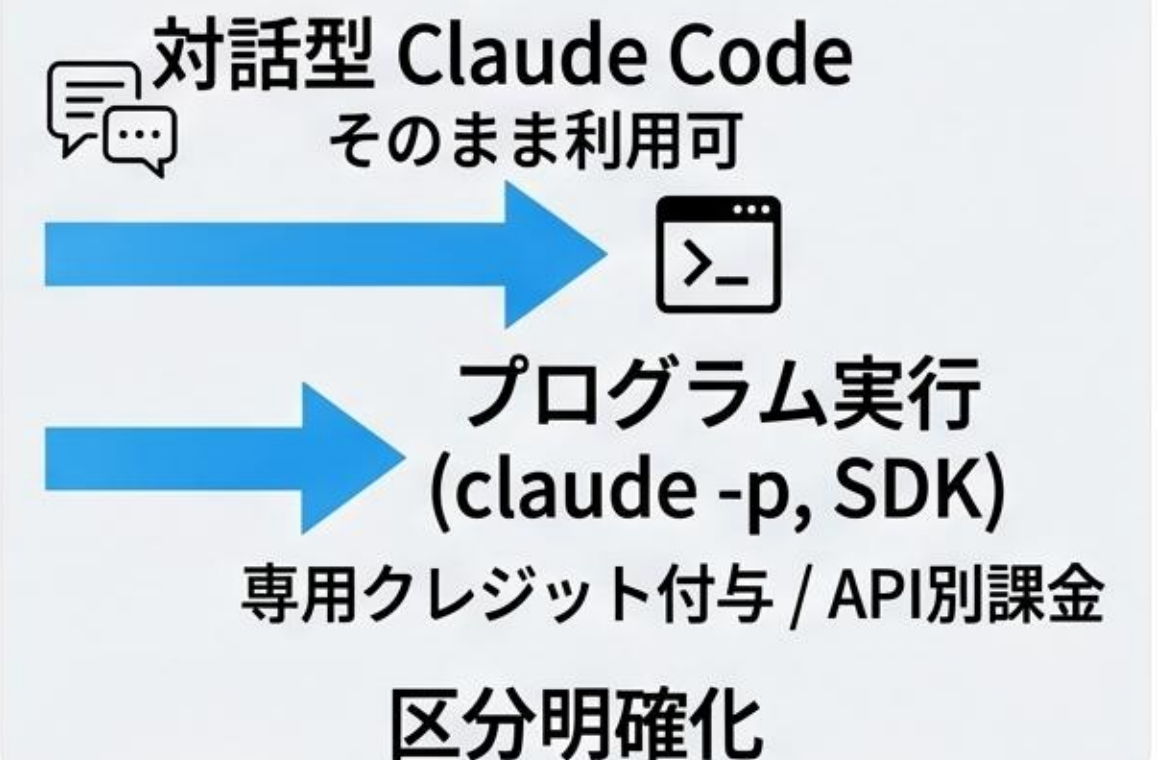 対話型 Claude Code
そのまま利用可
プログラム実行
(claude -p, SDK)
専用クレジット付与 / API別課金
区分明確化